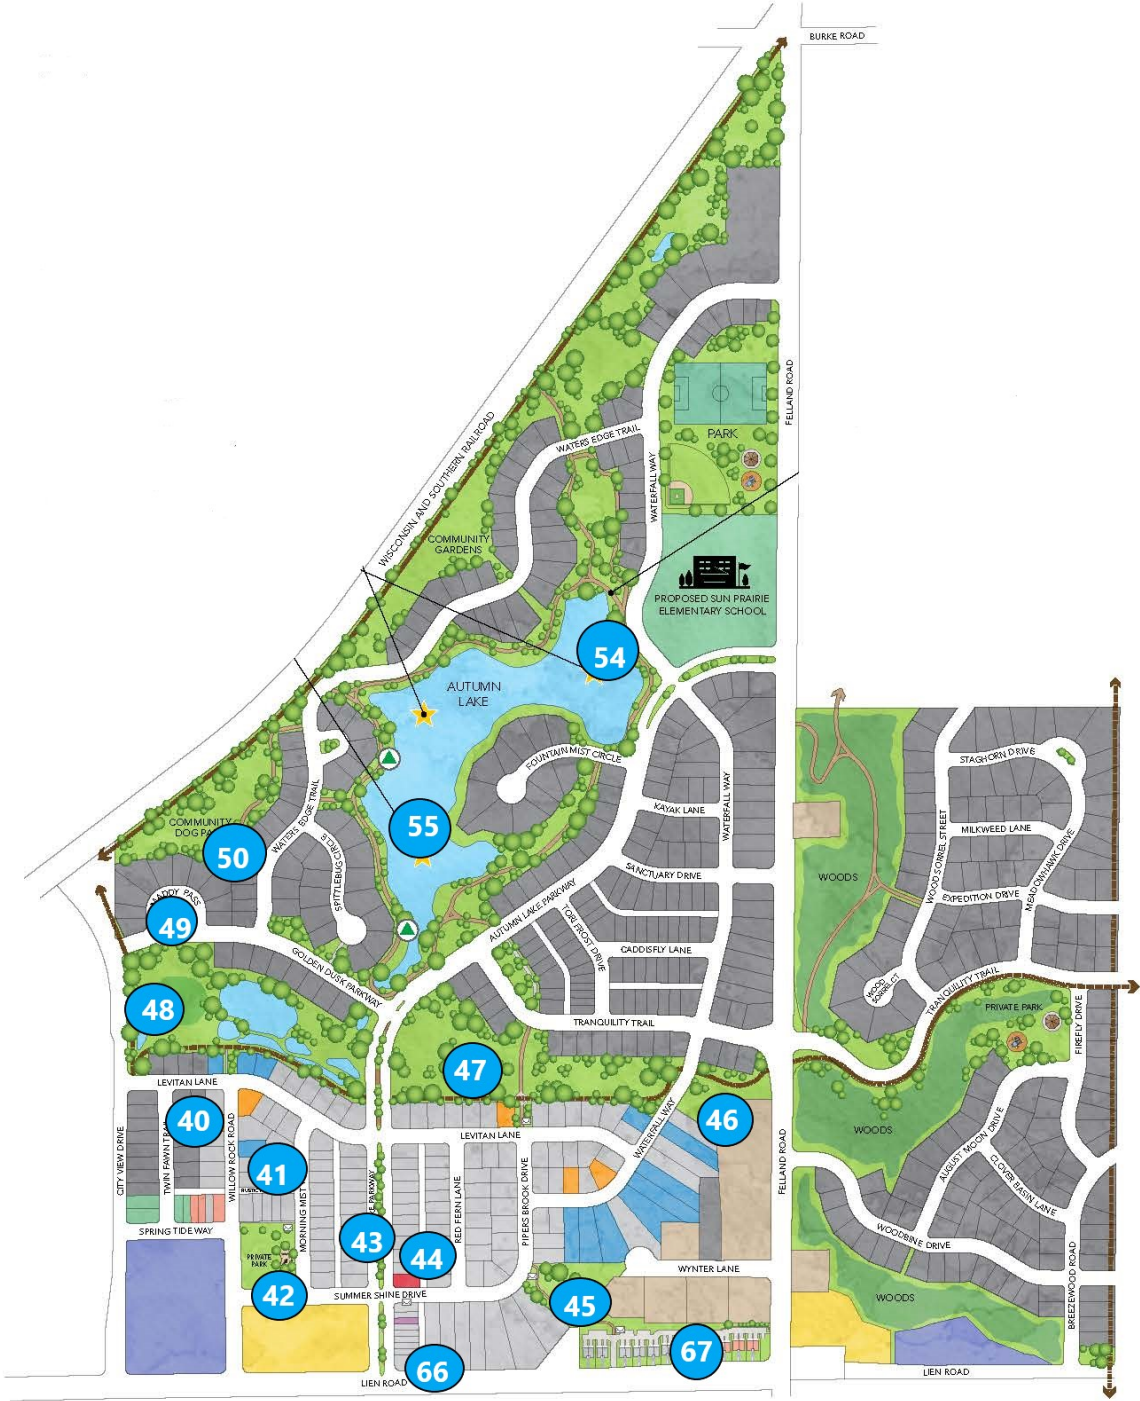 BURKE ROAD
FELLAND ROAD
WISCONSIN AND SOUTHERN RAILROAD
WATERS EDGE TRAIL
PARK
WATERFALL WAY
COMMUNITY
GARDENS
PROPOSED SUN PRAIRIE
ELEMENTARY SCHOOL
54
AUTUMN
LAKE
FOUNTAIN MIST CIRCLE
STAGHORN DRIVE
KAYAK LANE
WATERFALL WAY
55
COMMUNITY
50
WATERS EDGE TRAIL
SPITTLEBUG CIRCLE
MILKWEED LANE
WOOD SORREL STREET
MEADOWHAWK DRIVE
SANCTUARY DRIVE
WOODS
EXPEDITION DRIVE
49
AUTUMN LAKE PARKWAY
TORI FROST DRIVE
CADDISFLY LANE
GOLDEN DUSK PARKWAY
WOOD
SORREL CT
TRANQUILITY TRAIL
48
PRIVATE PARK
TRANQUILITY TRAIL
FIREFLY DRIVE
47
LEVITAN LANE
40
46
WATERFALL WAY
WOODS
LEVITAN LANE
CITY VIEW DRIVE
WILLOW ROCK ROAD
41
MORNING MIST
RED FERN LANE
PIPERS BROOK DRIVE
FELLAND ROAD
AUGUST MOON DRIVE
CLOVER BASIN LANE
SPRING TIDE WAY
43
44
WOODBINE DRIVE
PRIVATE
PARK
WYNTER LANE
BREEZEWOOD ROAD
42
SUMMER SHINE DRIVE
45
WOODS
67
66
LIEN ROAD
LIEN ROAD